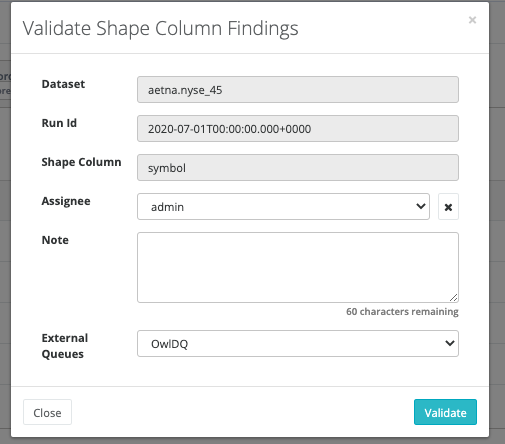 Validate Shape Column Findings
×
Dataset
aetna.nyse_45
Run Id
2020-07-01T00:00:00.000+0000
Shape Column
symbol
Assignee
admin
Note
60 characters remaining
External
Queues
OwlDQ
Close
Validate